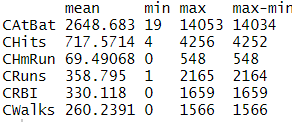 mean min max max-min
CAtBat 2648.683 19 14053 14034
CHits 717.5714 4 4256 4252
CHmRun 69.49068 0 548 548
CRuns 358.795 1 2165 2164
CRBI 330.118 0 1659 1659
CWalks 260.2391 0 1566 1566